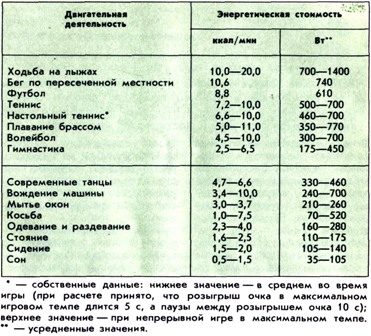 Двигательная деятельность Энергетическая стоимость
ккал/мин Вт**
Ходьба на лыжах 10,0—20,0 700—1400
Бег по пересеченной местности 10,6 740
Футбол 8,8 610
Теннис 7,2—10,0 500—700
Настольный теннис* 6,6—10,0 460—700
Плавание брассом 5,0—11,0 350—770
Волейбол 4,5—10,0 300—700
Гимнастика 2,5—6,5 175—450
Современные танцы 4,7—6,6 330—460
Вождение машины 3,4—10,0 240—700
Мытье окон 3,0—3,7 210—260
Косьба 1,0—7,5 70—520
Одевание и раздевание 2,3—4,0 160—280
Стояние 1,6—2,5 110—175
Сидение 1,5—2,0 105—140
Сон 0,5—1,5 35—105
* — собственные данные: нижнее значение — в среднем во время
игры (при расчете принято, что розыгрыш очка в максимальном
игровом темпе длится 5 с, а паузы между розыгрышем очка 10 с);
верхнее значение — при непрерывной игре в максимальном темпе.
** — усредненные значения.